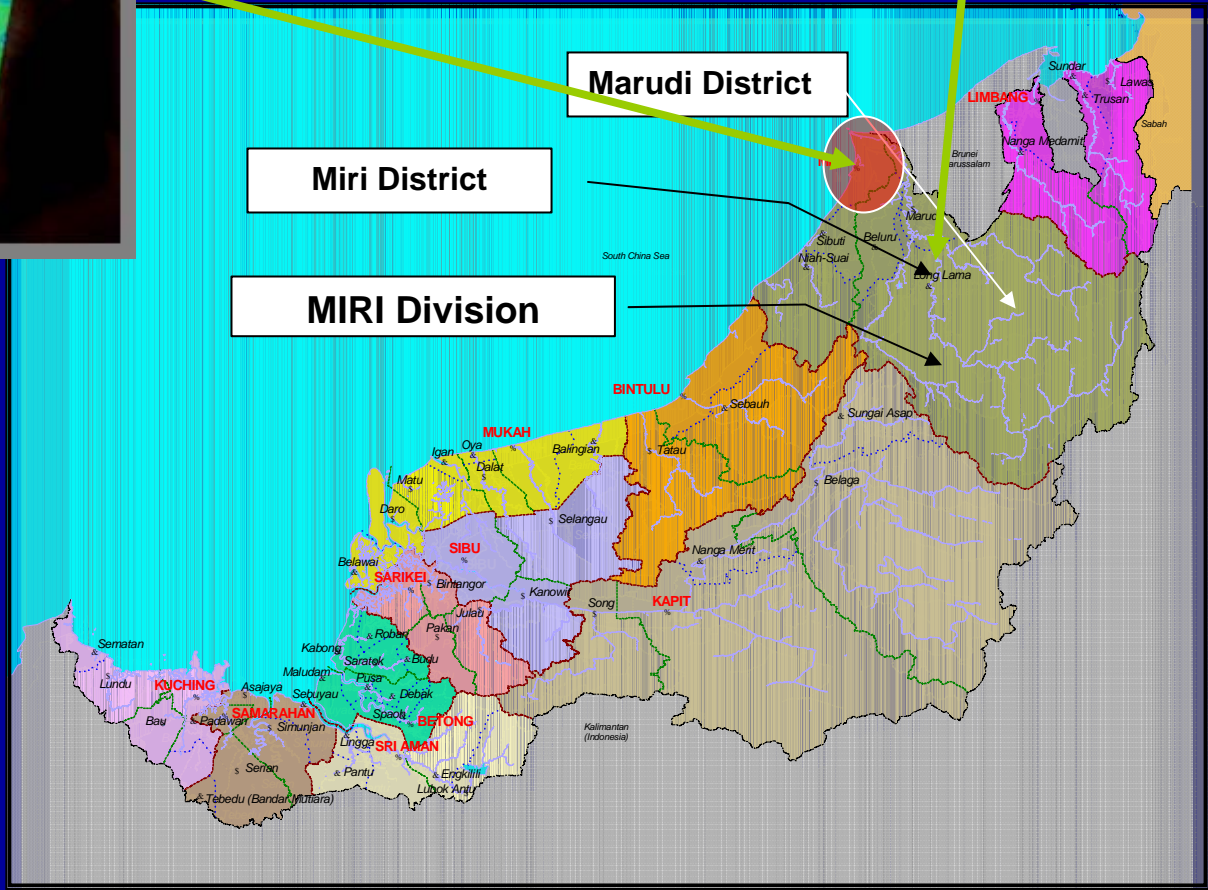 Sundar
Lawas
Marudi District
LIMBANG
Trusan
Sabah
Nanga Medamit
Brunei
arussalam
Miri District
Marud
Sibuti
Beluru
Niah-Suai
South China Sea
Long Lama
MIRI Division
BINTULU
Sebauh
Sungai Asap
MUKAH
Oya
Igan
Balingian
Tatau
Dalat
Matu
Belaga
Daro
Selangau
SIBU
Nanga Merit
Belawai
SARIKEI
Bintangor
Kanowit
Song
KAPIT
Julau
Pakan
Roban
Sematan
Kabong
Saratok
Budu
Maludam
Pusa
Lundu
KUCHING
Asajaya
Sebuyau
Debak
SAMARAHAN
Spaoh
BETONG
Bau
Padawan
Simunjan
Kalimantan
(Indonesia)
Lingga
SRI AMAN
Serian
Pantu
Engkilili
Lubok Antu
Tebedu (Bandar Mutiara)